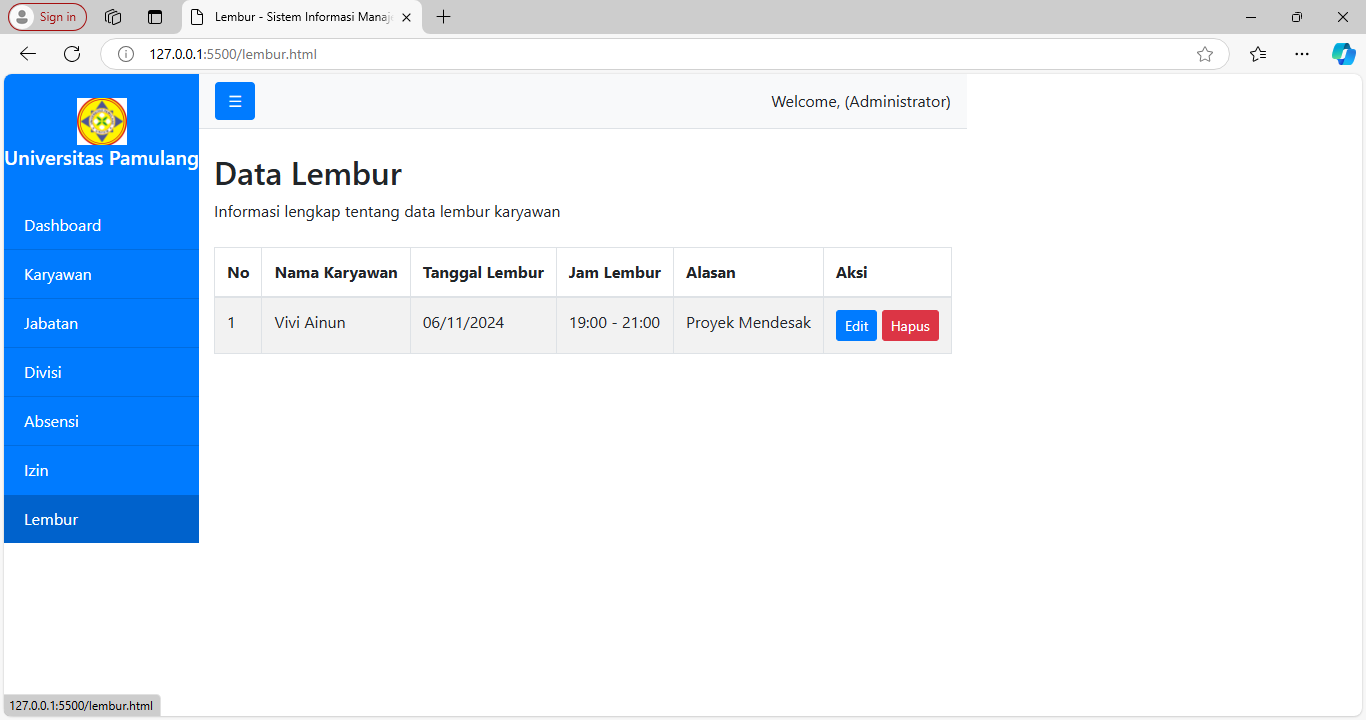 Sign in
Lembur - Sistem Informasi Manaj
127.0.0.1:5500/lembur.html
Universitas Pamulang
Dashboard
Karyawan
Jabatan
Divisi
Absensi
Izin
Lembur
Welcome, (Administrator)
Data Lembur
Informasi lengkap tentang data lembur karyawan
No Nama Karyawan Tanggal Lembur Jam Lembur Alasan Aksi
1 Vivi Ainun 06/11/2024 19:00 - 21:00 Proyek Mendesak Edit Hapus
127.0.0.1:5500/lembur.html